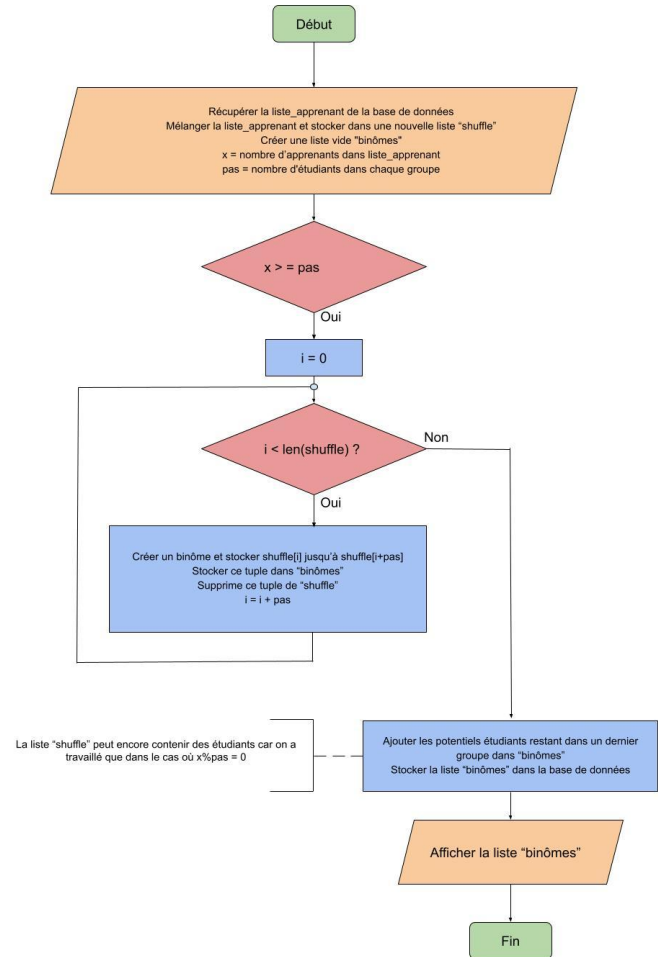 Début
Récupérer la liste_apprenant de la base de données
Mélanger la liste_apprenant et stocker dans une nouvelle liste “shuffle”
Créer une liste vide "binômes"
x = nombre d’apprenants dans liste_apprenant
pas = nombre d'étudiants dans chaque groupe
x > = pas
Oui
i = 0
i < len(shuffle) ?
Non
Oui
Créer un binôme et stocker shuffle[i] jusqu’à shuffle[i+pas]
Stocker ce tuple dans “binômes”
Supprime ce tuple de “shuffle”
i = i + pas
La liste “shuffle” peut encore contenir des étudiants car on a
travaillé que dans le cas où x%pas = 0
Ajouter les potentiels étudiants restant dans un dernier
groupe dans “binômes”
Stocker la liste “binômes” dans la base de données
Afficher la liste “binômes”
Fin